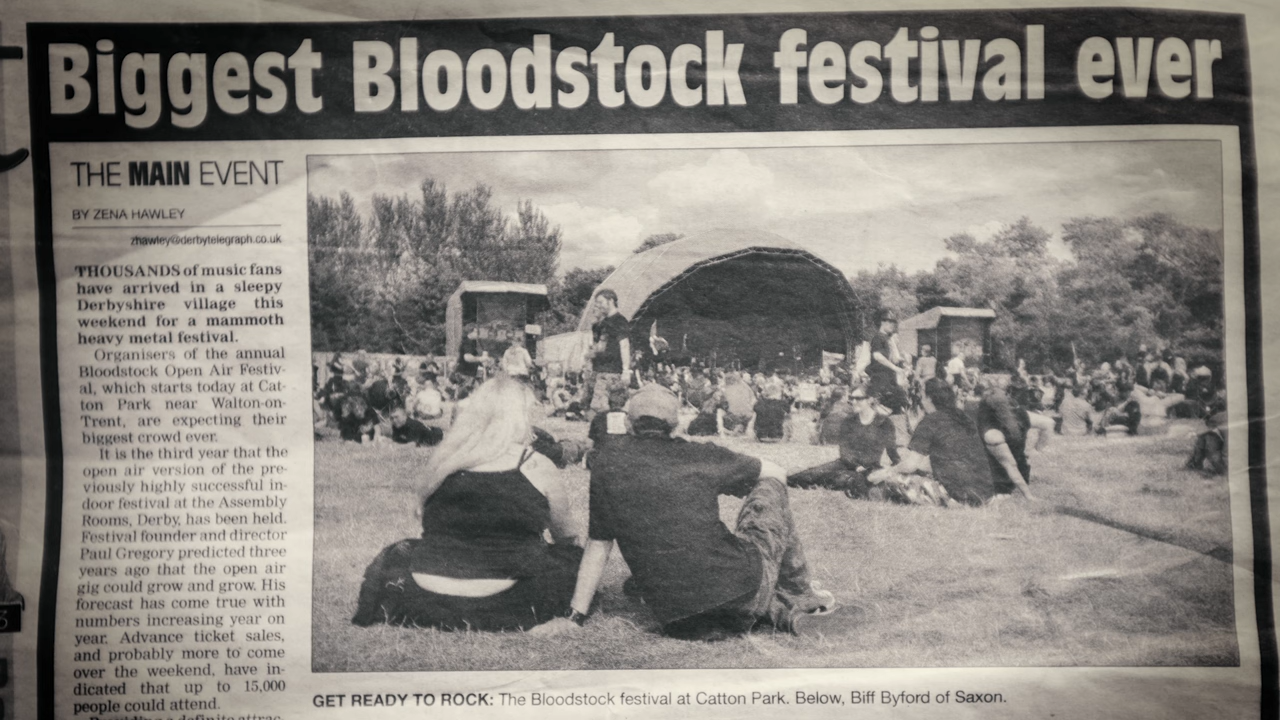 Biggest Bloodstock festival ever
THE MAIN EVENT
BY ZENA HAWLEY
zhawley@derbytelegraph.co.uk
THOUSANDS of music fans
have arrived in a sleepy
Derbyshire village this
weekend for a mammoth
heavy metal festival.
Organisers of the annual
Bloodstock Open Air Festiv-
al, which starts today at Cat-
ton Park near Walton-on-
Trent, are expecting their
biggest crowd ever.
It is the third year that the
open air version of the pre-
viously highly successful in-
door festival at the Assembly
Rooms, Derby, has been held.
Festival founder and director
Paul Gregory predicted three
years ago that the open air
gig could grow and grow. His
forecast has come true with
numbers increasing year on
year. Advance ticket sales,
and probably more to come
over the weekend, have in-
dicated that up to 15,000
people could attend.
GET READY TO ROCK: The Bloodstock festival at Catton Park. Below, Biff Byford of Saxon.